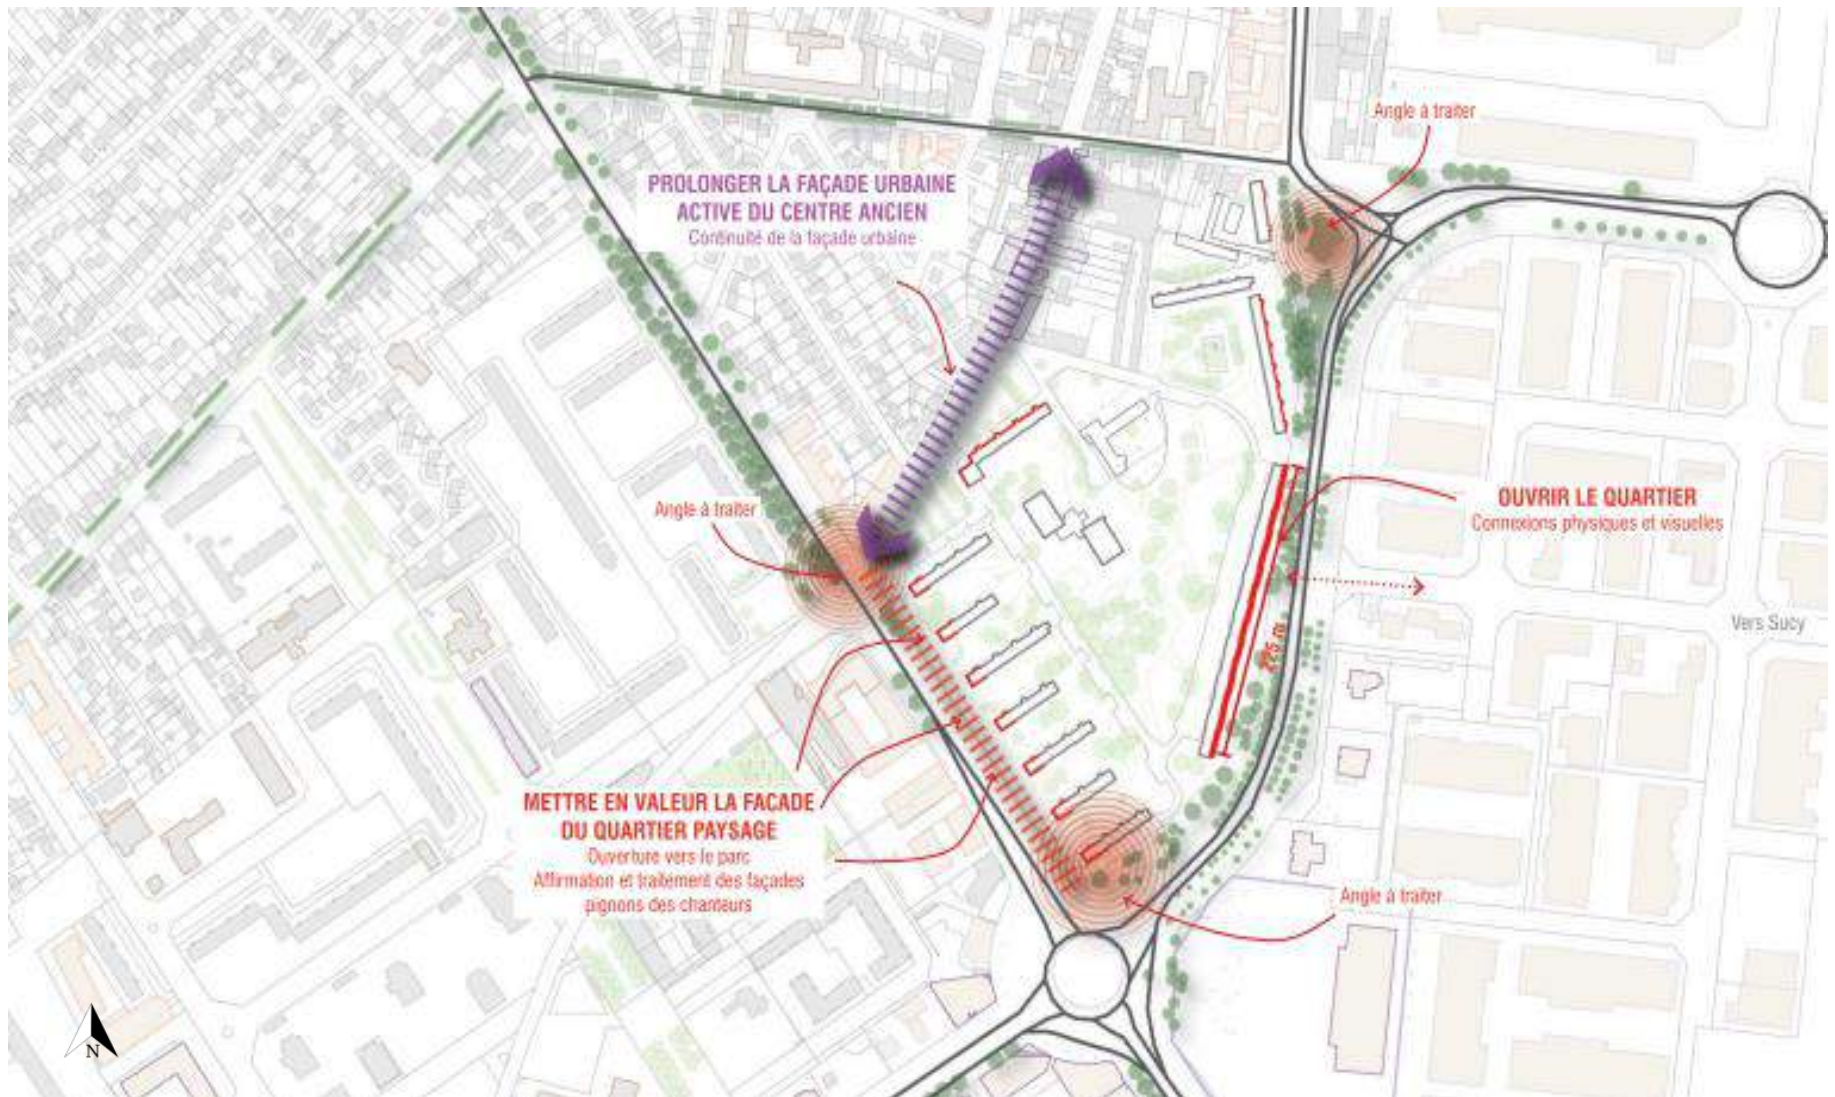 Angle à traiter
PROLONGER LA FAÇADE URBAINE
ACTIVE DU CENTRE ANCIEN
Continuité de la façade urbaine
Angle à traiter
OUVRIR LE QUARTIER
Connexions physiques et visuelles
225 m
Vers Sucy
METTRE EN VALEUR LA FACADE
DU QUARTIER PAYSAGE
Ouverture vers le parc
Affirmation et traitement des façades
pignons des chanteurs
Angle à traiter
N